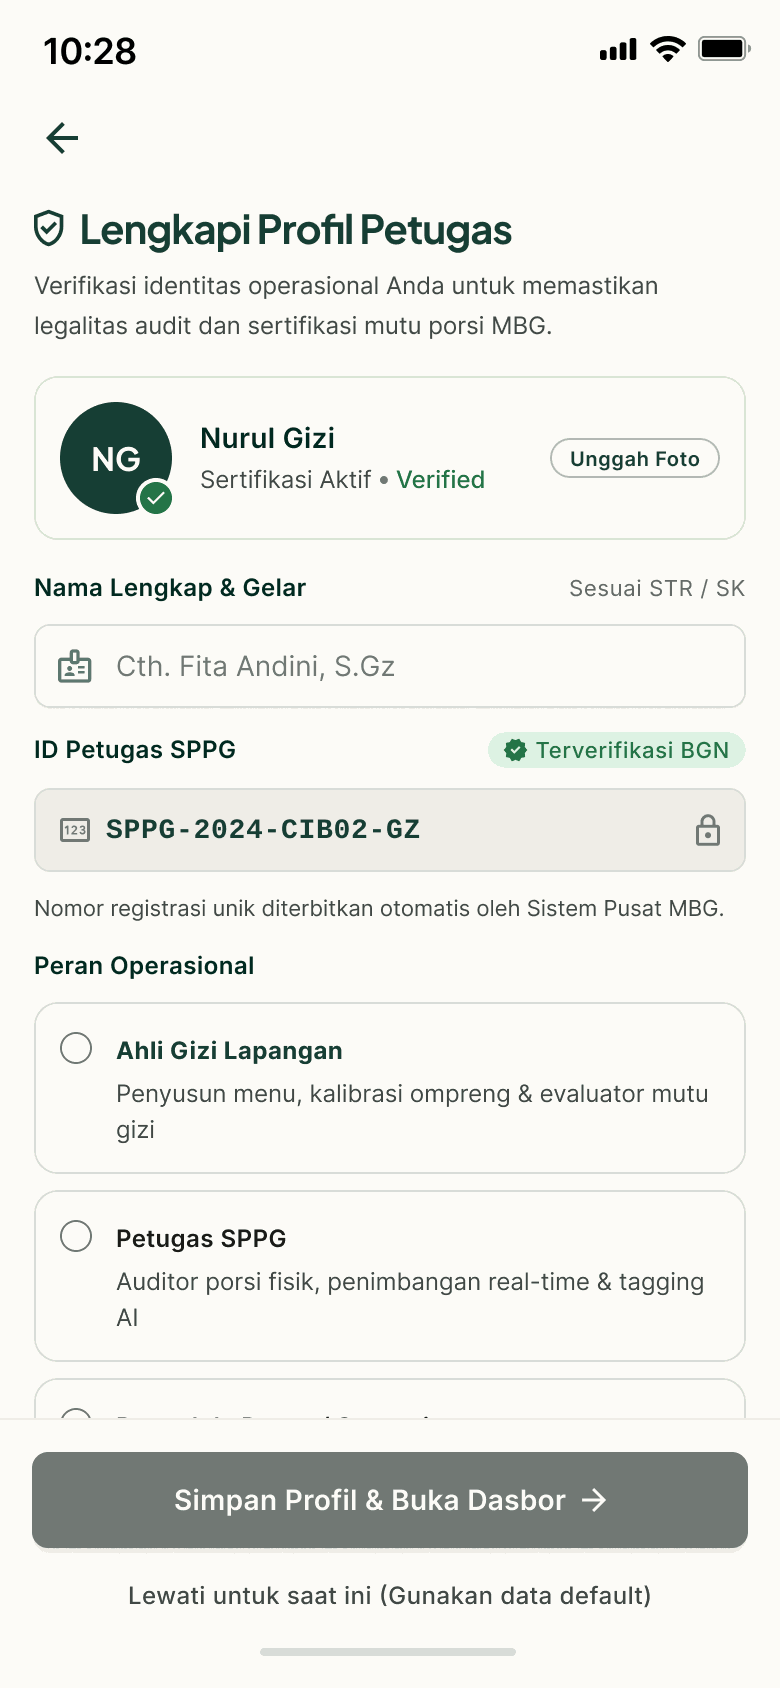 10:28
Lengkapi Profil Petugas
Verifikasi identitas operasional Anda untuk memastikan
legalitas audit dan sertifikasi mutu porsi MBG.
NG
Nurul Gizi
Sertifikasi Aktif • Verified
Unggah Foto
Nama Lengkap & Gelar
Sesuai STR / SK
Cth. Fita Andini, S.Gz
ID Petugas SPPG
Terverifikasi BGN
123
SPPG-2024-CIB02-GZ
Nomor registrasi unik diterbitkan otomatis oleh Sistem Pusat MBG.
Peran Operasional
Ahli Gizi Lapangan
Penyusun menu, kalibrasi ompreng & evaluator mutu
gizi
Petugas SPPG
Auditor porsi fisik, penimbangan real-time & tagging
AI
Simpan Profil & Buka Dasbor →
Lewati untuk saat ini (Gunakan data default)